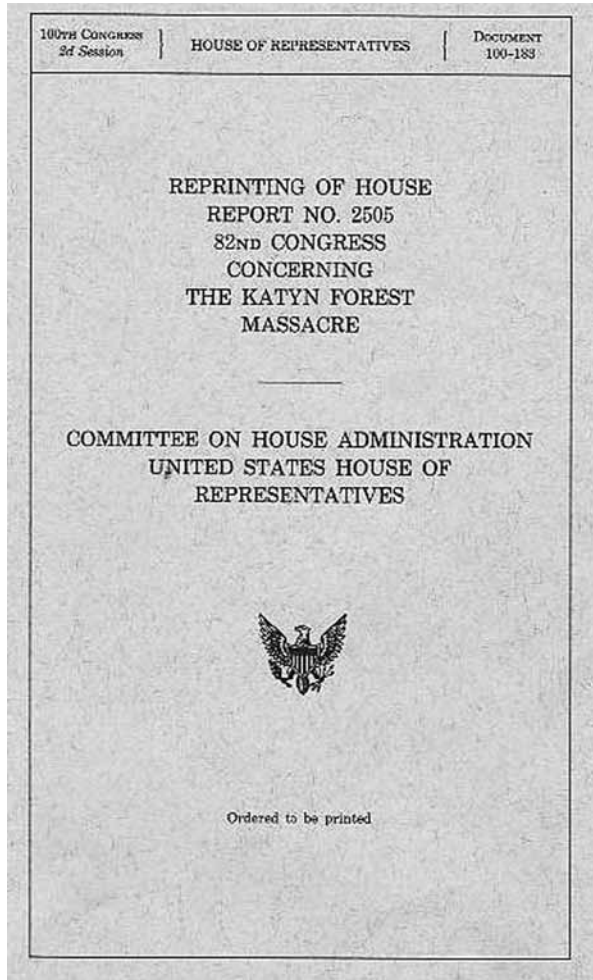 100TH CONGRESS
2d Session
HOUSE OF REPRESENTATIVES
DOCUMENT
100-183
REPRINTING OF HOUSE
REPORT NO. 2505
82ND CONGRESS
CONCERNING
THE KATYN FOREST
MASSACRE
COMMITTEE ON HOUSE ADMINISTRATION
UNITED STATES HOUSE OF
REPRESENTATIVES
Ordered to be printed